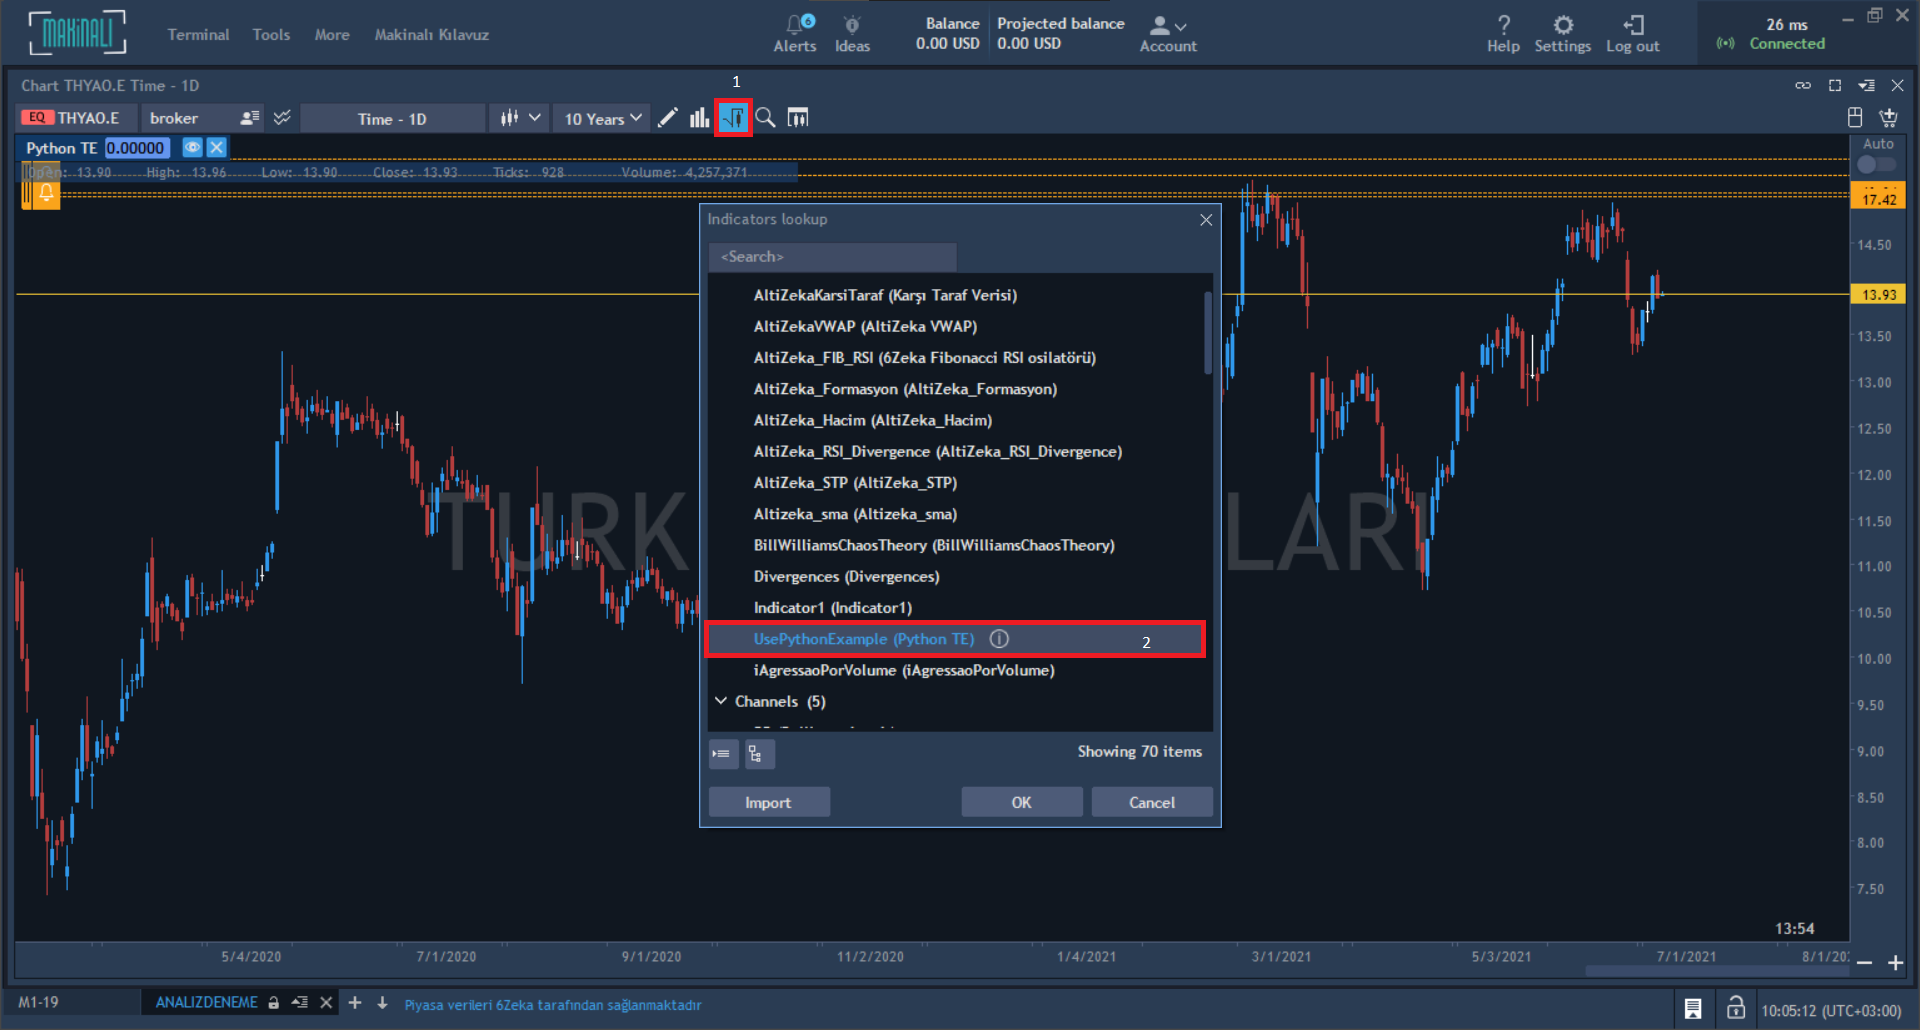 MAKiNALI
Terminal Tools More Makinalı Kılavuz
6
Alerts Ideas
Balance 0.00 USD
Projected balance 0.00 USD
Account
Help Settings Log out
26 ms
Connected
Chart THYAO.E Time - 1D
1
EQ THYAO.E broker Time - 1D 10 Years
Python TE 0.00000
Auto
Open: 13.90 High: 13.96 Low: 13.90 Close: 13.93 Ticks: 928 Volume: 4,257,371
17.42
14.50
13.93
13.50
13.00
12.50
12.00
11.50
11.00
10.50
10.00
9.50
9.00
8.50
8.00
7.50
TURK LARI
Indicators lookup
<Search>
AltiZekaKarsiTaraf (Karşı Taraf Verisi)
AltiZekaVWAP (AltiZeka VWAP)
AltiZeka_FIB_RSI (6Zeka Fibonacci RSI osilatörü)
AltiZeka_Formasyon (AltiZeka_Formasyon)
AltiZeka_Hacim (AltiZeka_Hacim)
AltiZeka_RSI_Divergence (AltiZeka_RSI_Divergence)
AltiZeka_STP (AltiZeka_STP)
Altizeka_sma (Altizeka_sma)
BillWilliamsChaosTheory (BillWilliamsChaosTheory)
Divergences (Divergences)
Indicator1 (Indicator1)
UsePythonExample (Python TE) 2
iAgressaoPorVolume (iAgressaoPorVolume)
Channels (5)
Showing 70 items
Import OK Cancel
13:54
5/4/2020 7/1/2020 9/1/2020 11/2/2020 1/4/2021 3/1/2021 5/3/2021 7/1/2021 8/1/202
M1-19 ANALIZDENEME Piyasa verileri 6Zeka tarafından sağlanmaktadır
10:05:12 (UTC+03:00)